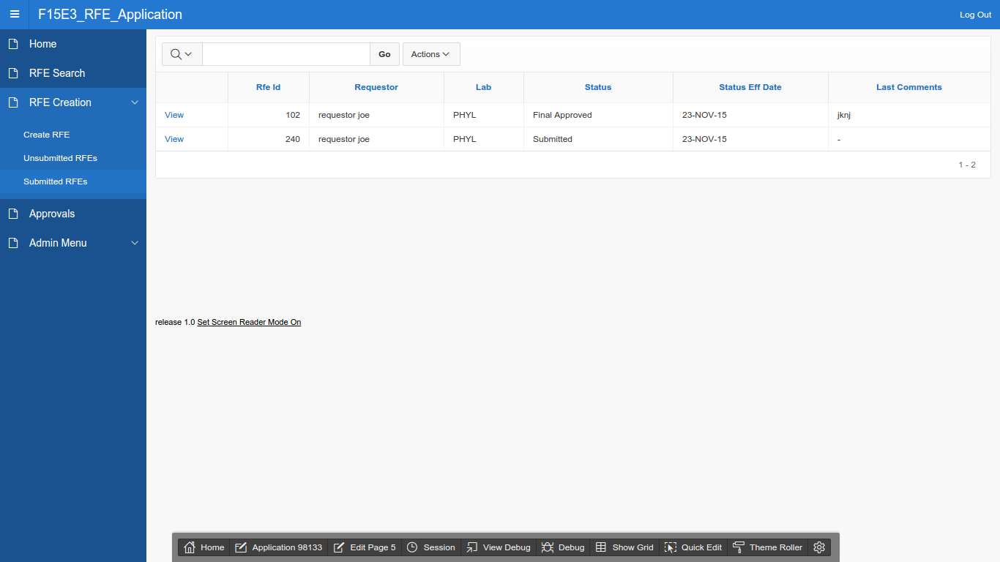 F15E3_RFE_Application
Log Out
Home
RFE Search
RFE Creation
Create RFE
Unsubmitted RFEs
Submitted RFEs
Approvals
Admin Menu
Go
Actions
Rfe Id Requestor Lab Status Status Eff Date Last Comments
View 102 requestor joe PHYL Final Approved 23-NOV-15 jknj
View 240 requestor joe PHYL Submitted 23-NOV-15 -
1 - 2
release 1.0 Set Screen Reader Mode On
Home Application 98133 Edit Page 5 Session View Debug Debug Show Grid Quick Edit Theme Roller